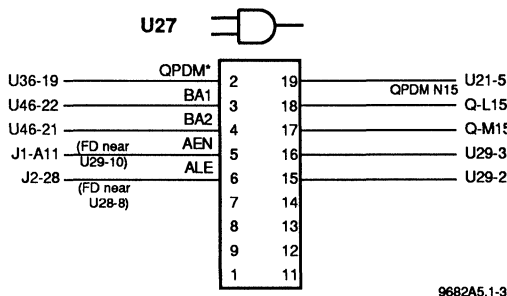 U27
U36-19 QPDM* 2 19 U21-5
U46-22 BA1 3 18 QPDM N15 Q-L15
U46-21 BA2 4 17 Q-M15
J1-A11 (FD near U29-10) AEN 5 16 U29-3
J2-28 (FD near U28-8) ALE 6 15 U29-2
7 14
8 13
9 12
1 11
9682A5.1-3